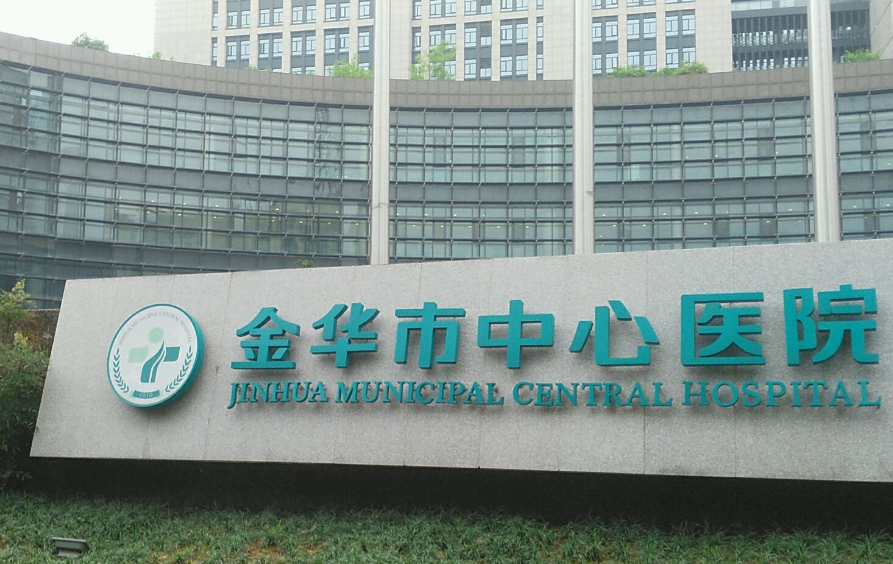 金华市中心医院
JINHUA MUNICIPAL CENTRAL HOSPITAL